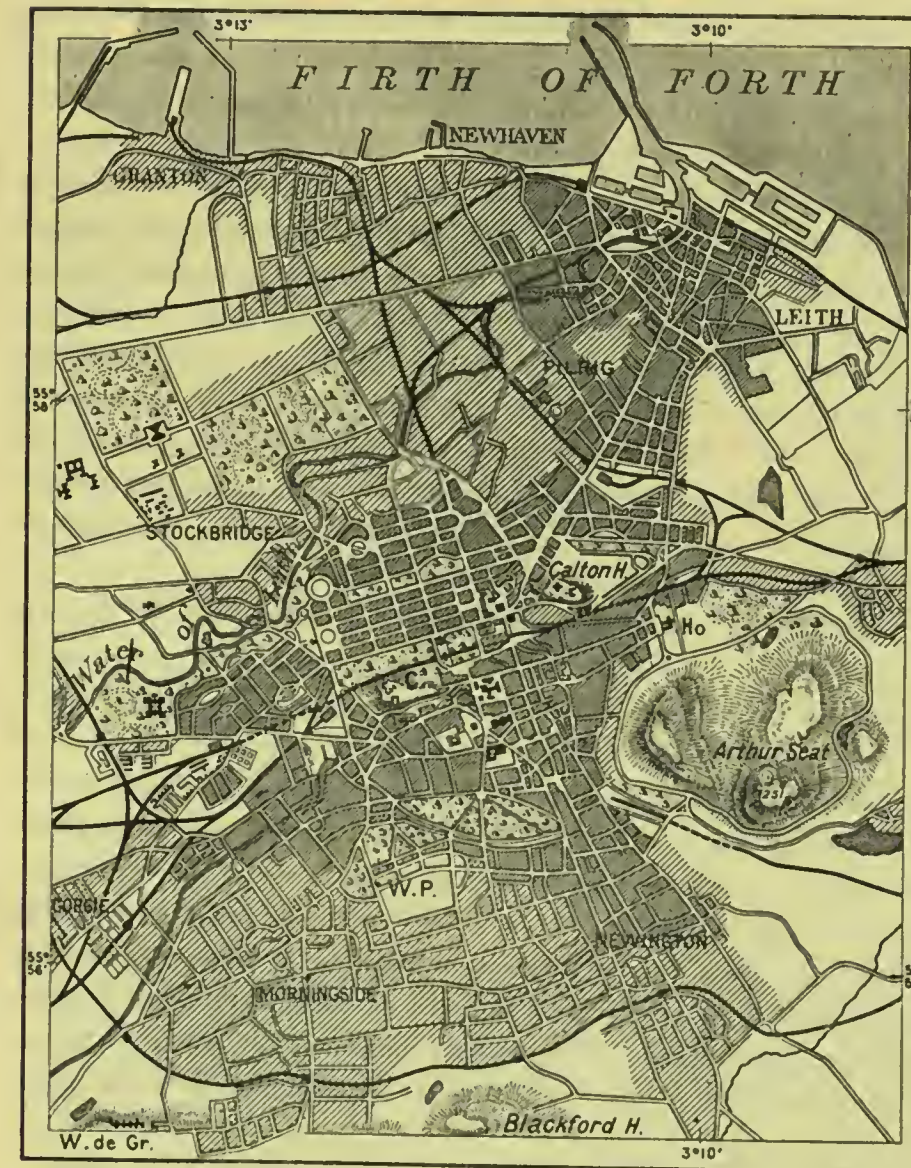 3°13'
3°10'
FIRTH OF FORTH
NEWHAVEN
GRANTON
LEITH
PILRIG
55°
58'
STOCKBRIDGE
Calton H.
Water of Leith
Ho
C.
Arthur Seat
W.P.
GORGIE
NEWINGTON
55°
56'
MORNINGSIDE
Blackford H.
W. de Gr.
3°10'